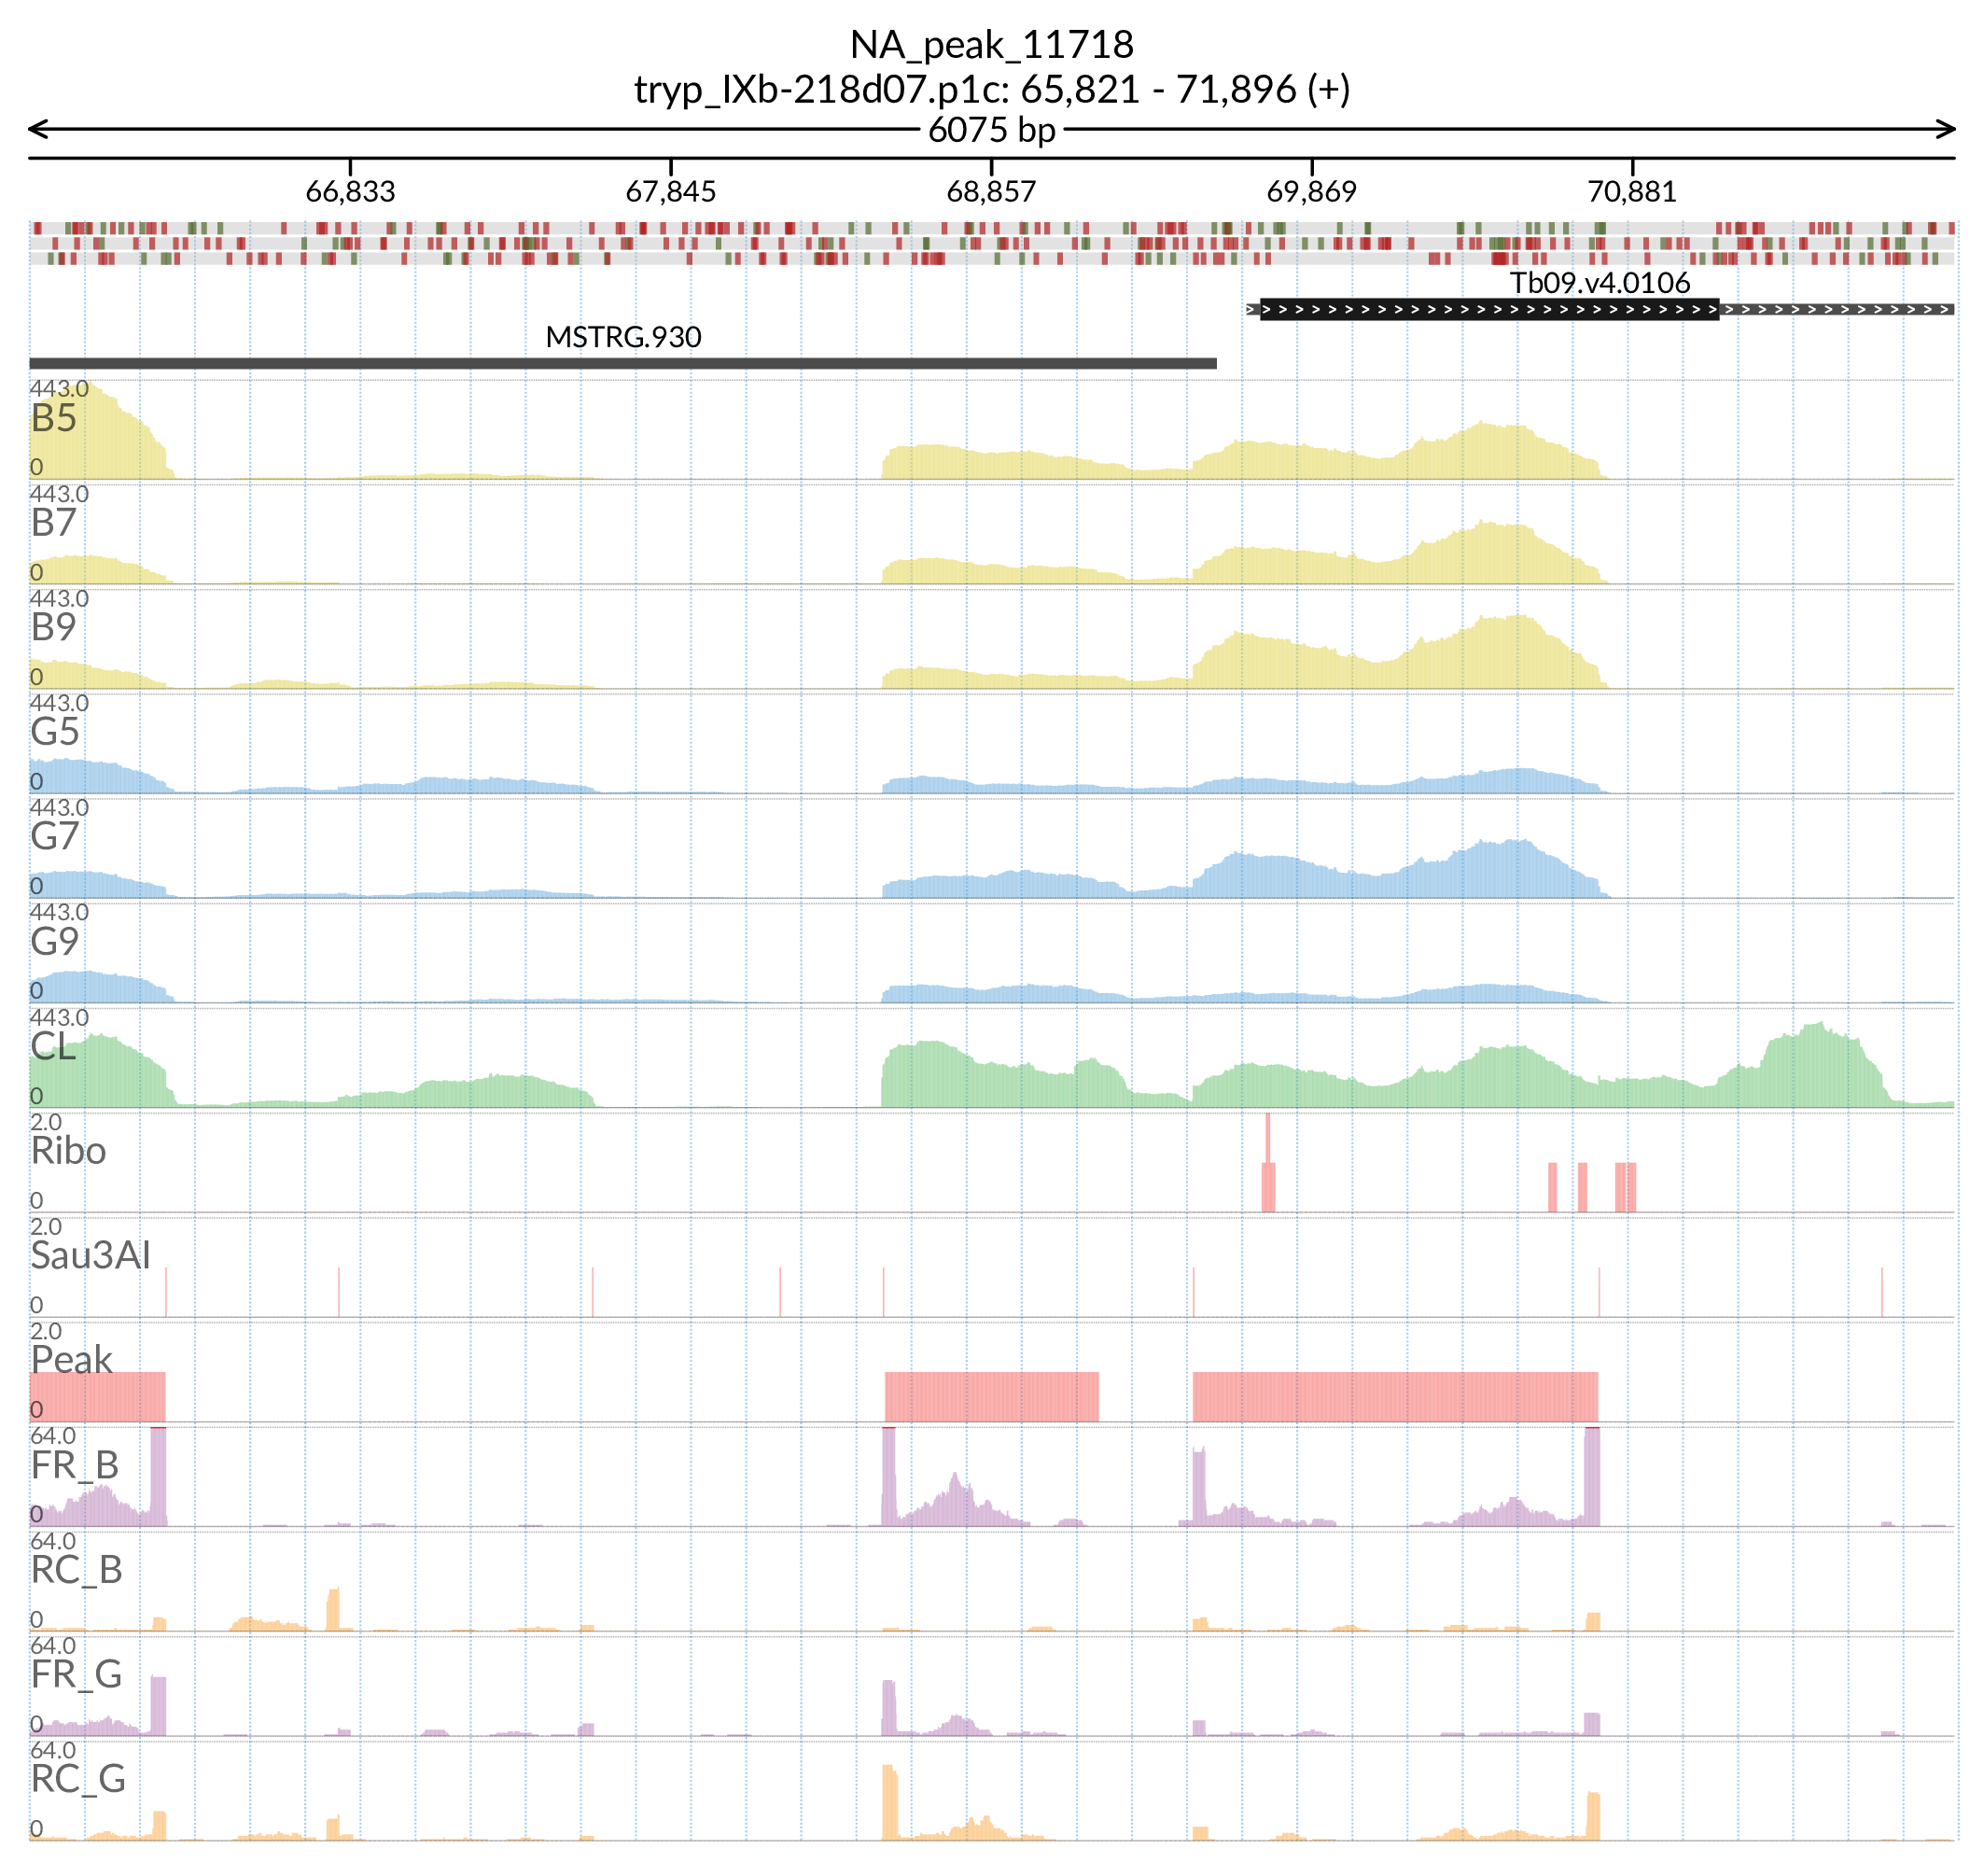 NA_peak_11718
tryp_IXb-218d07.p1c: 65,821 - 71,896 (+)
6075 bp
66,833 67,845 68,857 69,869 70,881
Tb09.v4.0106
MSTRG.930
443.0
B5
0
443.0
B7
0
443.0
B9
0
443.0
G5
0
443.0
G7
0
443.0
G9
0
443.0
CL
0
2.0
Ribo
0
2.0
Sau3AI
0
2.0
Peak
0
64.0
FR_B
0
64.0
RC_B
0
64.0
FR_G
0
64.0
RC_G
0